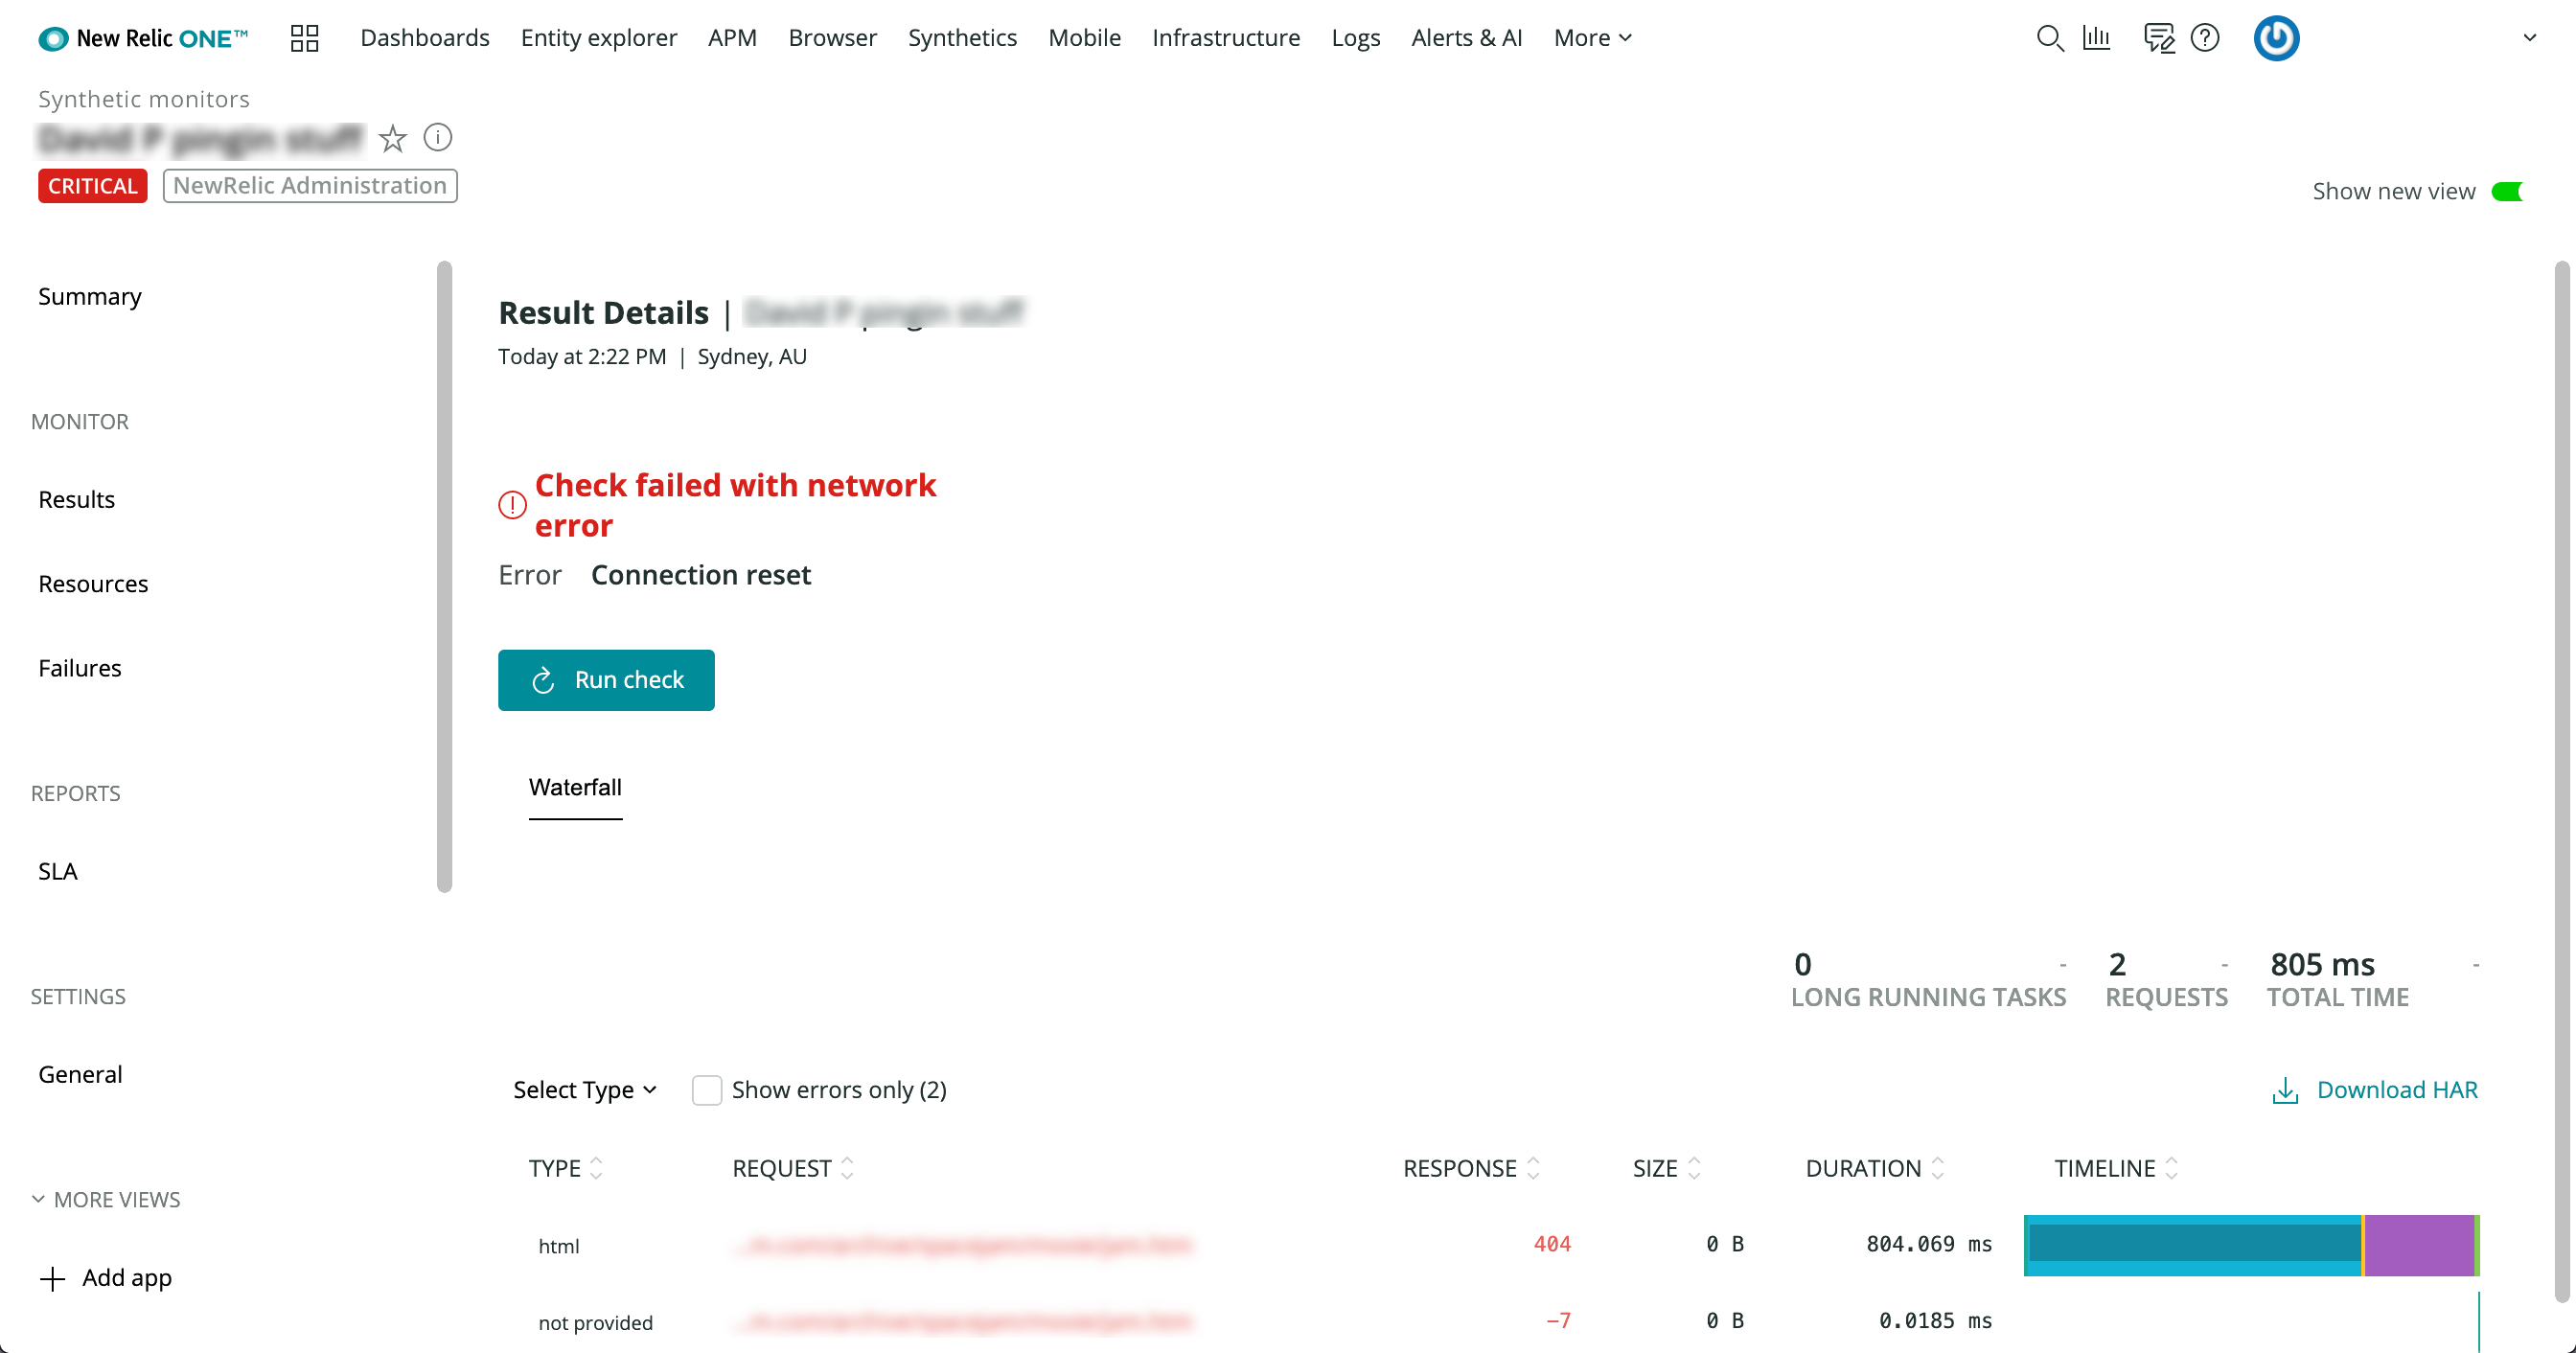 New Relic ONE™ Dashboards Entity explorer APM Browser Synthetics Mobile Infrastructure Logs Alerts & AI More
Synthetic monitors
CRITICAL NewRelic Administration
Show new view
Summary
MONITOR
Results
Resources
Failures
REPORTS
SLA
SETTINGS
General
MORE VIEWS
Add app
Result Details |
Today at 2:22 PM | Sydney, AU
Check failed with network
error
Error Connection reset
Run check
Waterfall
0 - 2 - 805 ms -
LONG RUNNING TASKS REQUESTS TOTAL TIME
Select Type Show errors only (2) Download HAR
TYPE REQUEST RESPONSE SIZE DURATION TIMELINE
html 404 0 B 804.069 ms
not provided -7 0 B 0.0185 ms